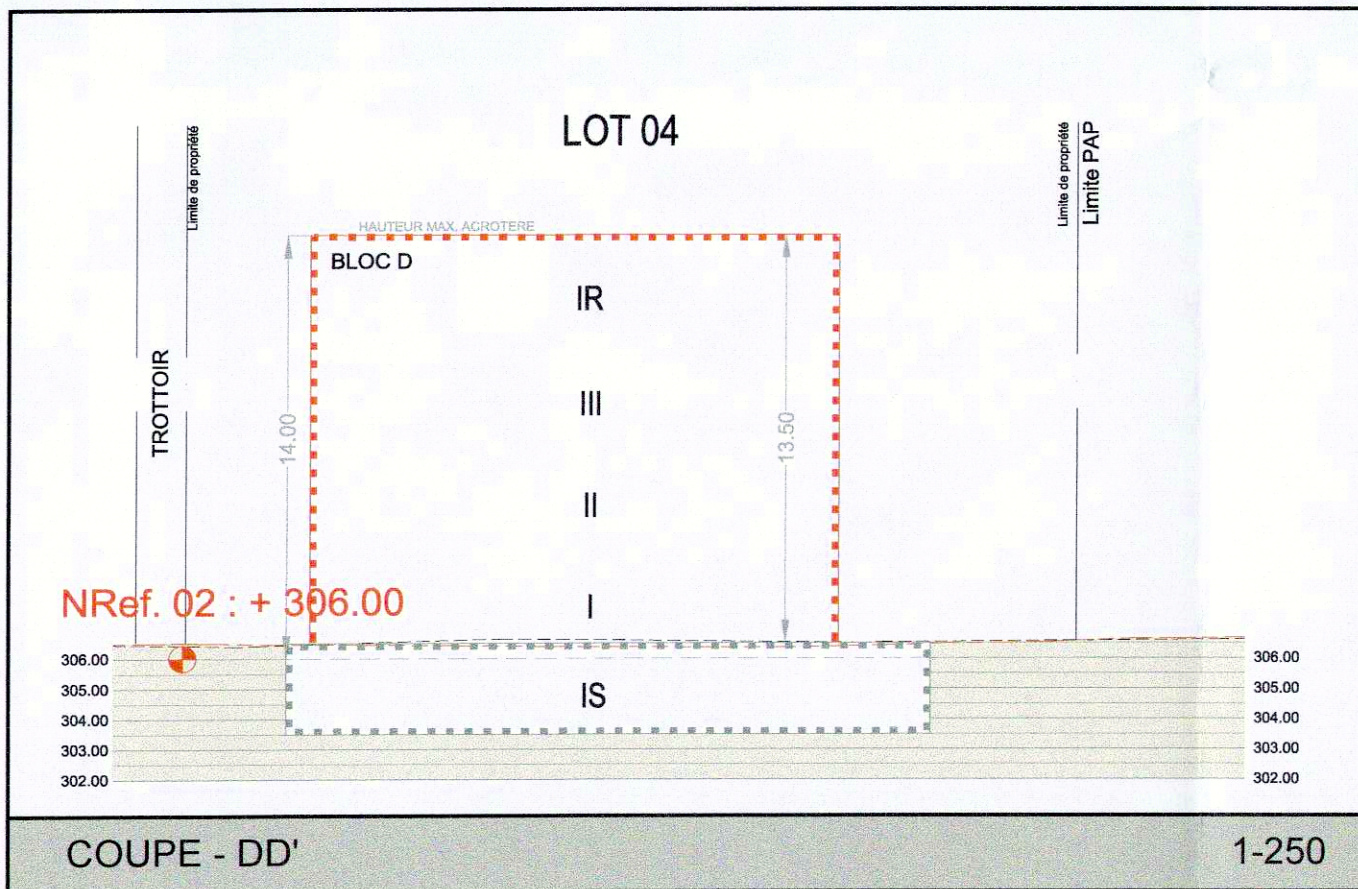 LOT 04
Limite de propriété
Limite de propriété
Limite PAP
HAUTEUR MAX. ACROTERE
BLOC D
IR
TROTTOIR
III
14.00
13.50
II
NRef. 02 : + 306.00
I
306.00
306.00
305.00
IS
305.00
304.00
304.00
303.00
303.00
302.00
302.00
COUPE - DD'
1-250